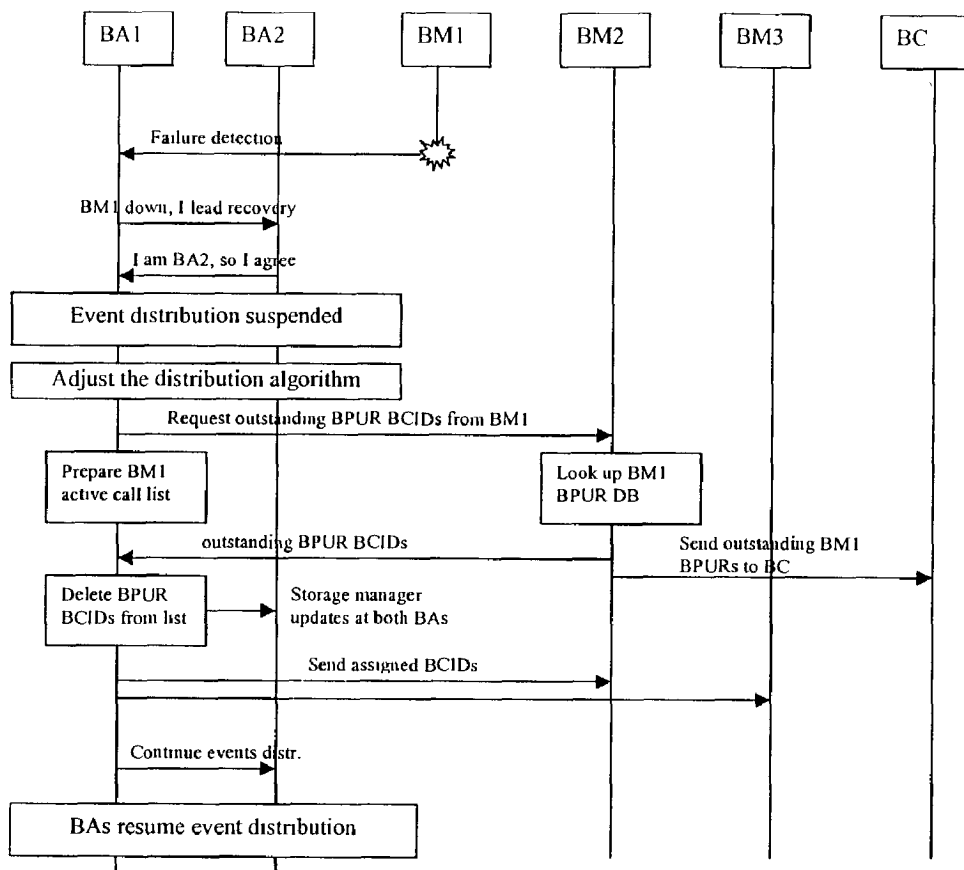 BA1 BA2 BM1 BM2 BM3 BC
Failure detection
BM1 down, I lead recovery
I am BA2, so I agree
Event distribution suspended
Adjust the distribution algorithm
Request outstanding BPUR BCIDs from BM1
Prepare BM1
active call list
Look up BM1
BPUR DB
outstanding BPUR BCIDs
Send outstanding BM1
BPURs to BC
Delete BPUR
BCIDs from list
Storage manager
updates at both BAs
Send assigned BCIDs
Continue events distr.
BAs resume event distribution